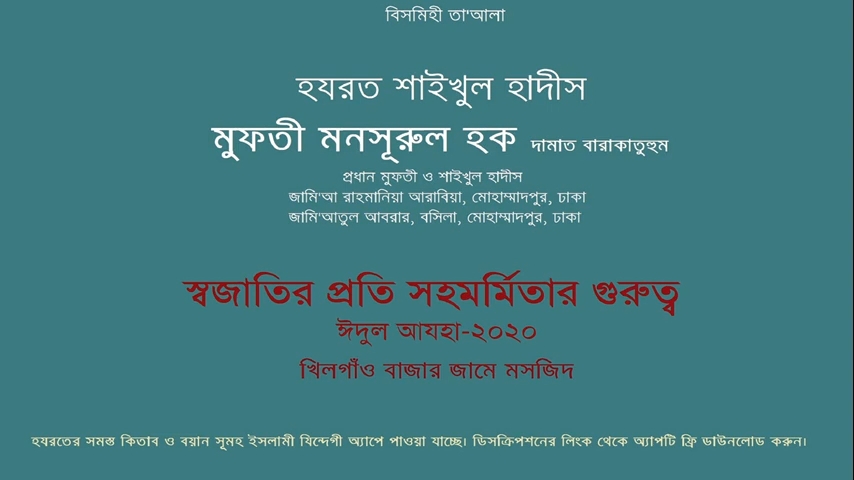 বিসমিহী তা'আলা
হযরত শাইখুল হাদীস
মুফতী মনসূরুল হক দামাত বারাকাতুহুম
প্রধান মুফতী ও শাইখুল হাদীস
জামি'আ রাহমানিয়া আরাবিয়া, মোহাম্মাদপুর, ঢাকা
জামি'আতুল আবরার, বসিলা, মোহাম্মাদপুর, ঢাকা
স্বজাতির প্রতি সহমর্মিতার গুরুত্ব
ঈদুল আযহা-২০২০
খিলগাঁও বাজার জামে মসজিদ
হযরতের সমস্ত কিতাব ও বয়ান সূমহ ইসলামী যিন্দেগী অ্যাপে পাওয়া যাচ্ছে। ডিসক্রিপশনের লিংক থেকে অ্যাপটি ফ্রি ডাউনলোড করুন।